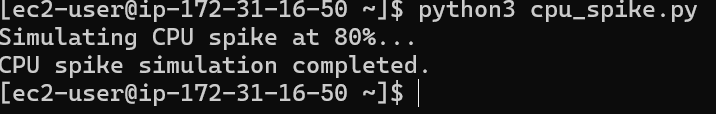 [ec2-user@ip-172-31-16-50 ~]$ python3 cpu_spike.py
Simulating CPU spike at 80%...
CPU spike simulation completed.
[ec2-user@ip-172-31-16-50 ~]$